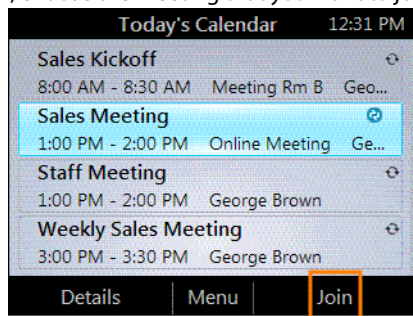 Today's Calendar 12:31 PM
Sales Kickoff
8:00 AM - 8:30 AM Meeting Rm B Geo...
Sales Meeting
1:00 PM - 2:00 PM Online Meeting Ge...
Staff Meeting
1:00 PM - 2:00 PM George Brown
Weekly Sales Meeting
3:00 PM - 3:30 PM George Brown
Details Menu Join